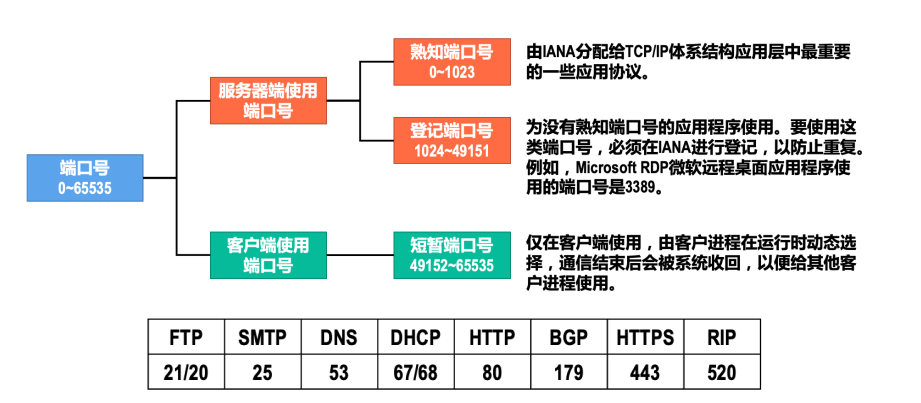 熟知端口号
0~1023
由IANA分配给TCP/IP体系结构应用层中最重要
的一些应用协议。
服务器端使用
端口号
登记端口号
1024~49151
为没有熟知端口号的应用程序使用。要使用这
类端口号，必须在IANA进行登记，以防止重复。
例如，Microsoft RDP微软远程桌面应用程序使
用的端口号是3389。
端口号
0~65535
客户端使用
端口号
短暂端口号
49152~65535
仅在客户端使用，由客户进程在运行时动态选
择，通信结束后会被系统收回，以便给其他客
户进程使用。
FTP SMTP DNS DHCP HTTP BGP HTTPS RIP
21/20 25 53 67/68 80 179 443 520